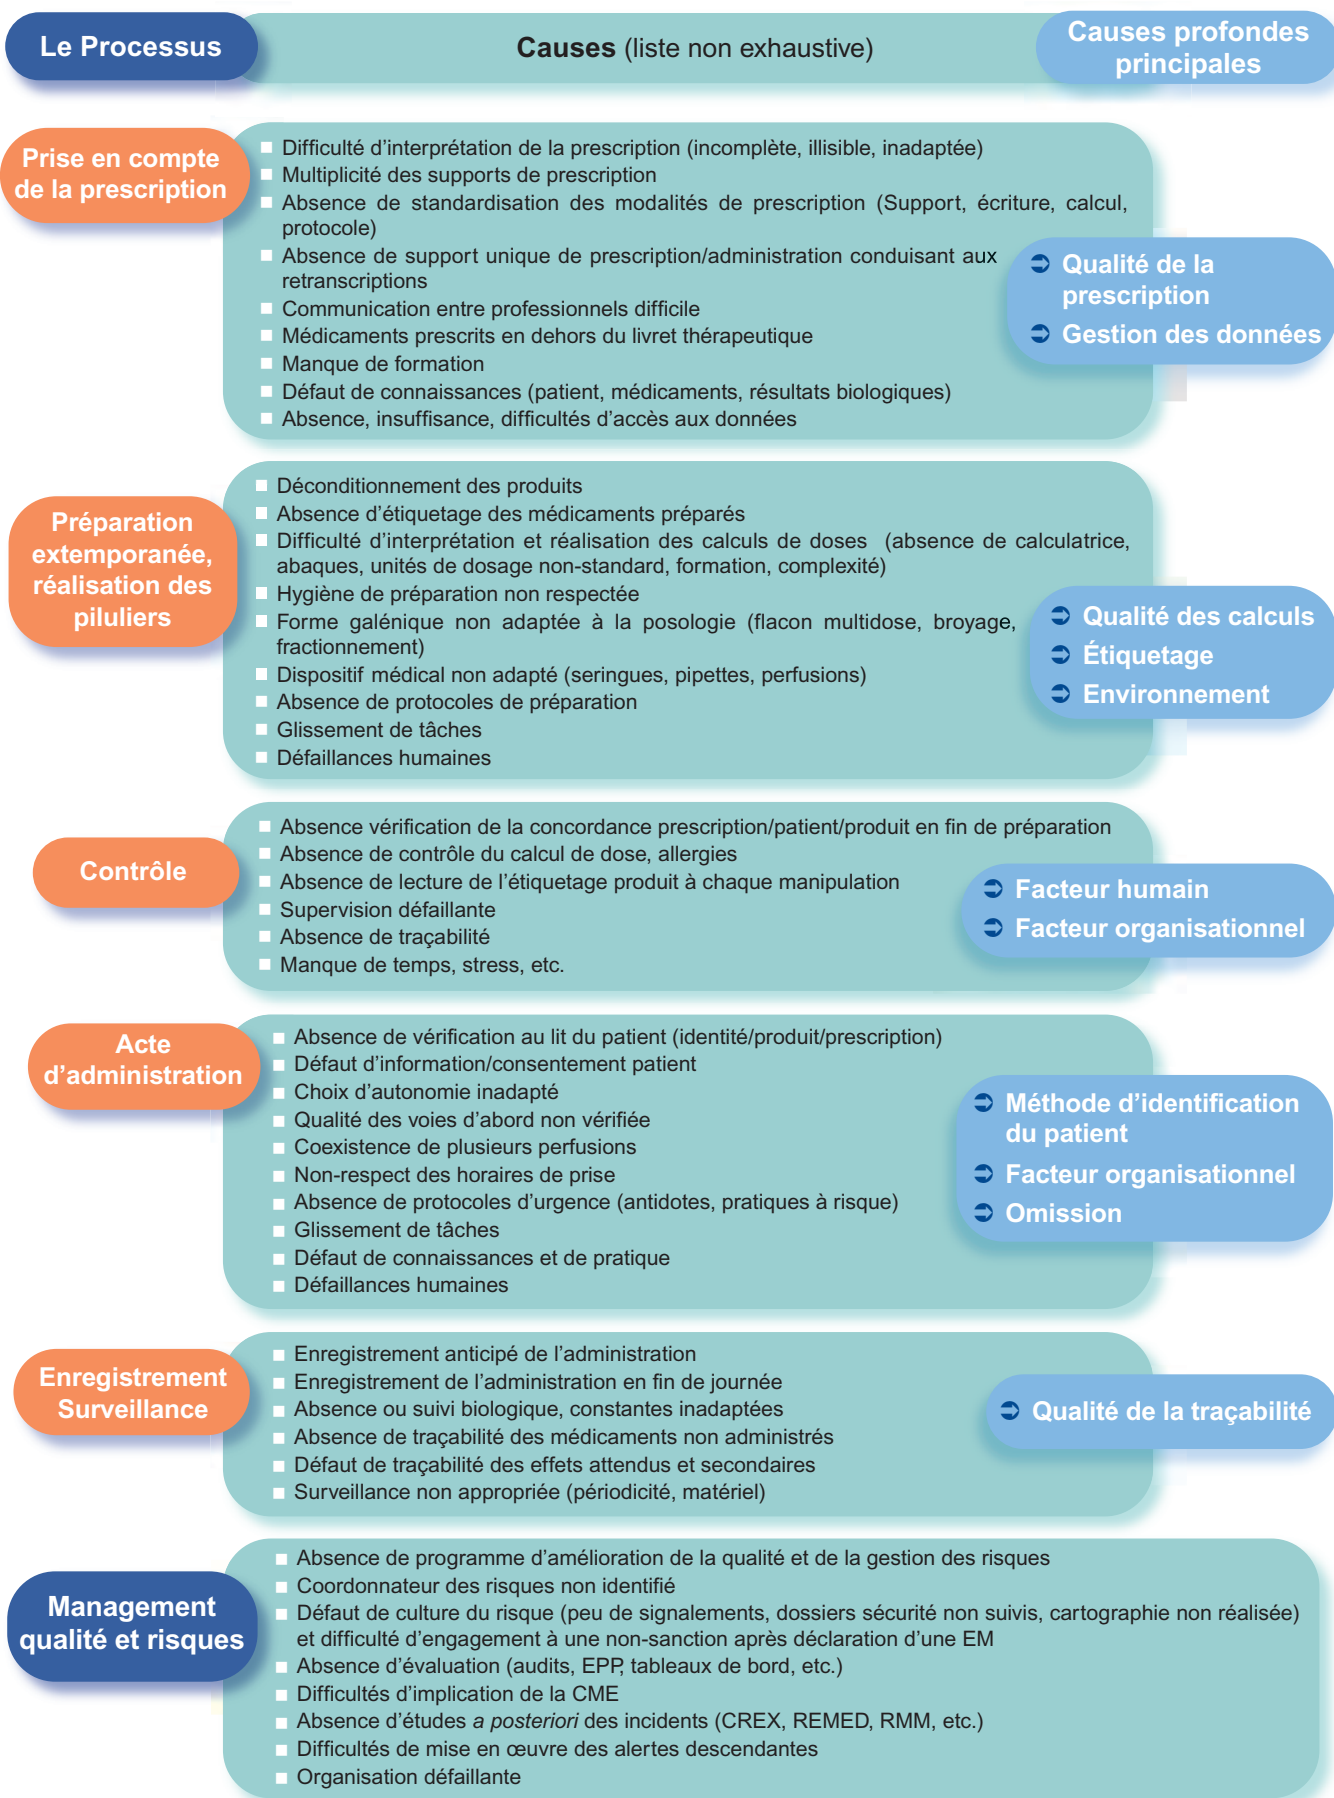 Le Processus
Causes (liste non exhaustive)
Causes profondes
principales
Prise en compte
de la prescription
Difficulté d’interprétation de la prescription (incomplète, illisible, inadaptée)
Multiplicité des supports de prescription
Absence de standardisation des modalités de prescription (Support, écriture, calcul,
protocole)
Absence de support unique de prescription/administration conduisant aux
retranscriptions
Communication entre professionnels difficile
Médicaments prescrits en dehors du livret thérapeutique
Manque de formation
Défaut de connaissances (patient, médicaments, résultats biologiques)
Absence, insuffisance, difficultés d’accès aux données
Qualité de la
prescription
Gestion des données
Préparation
extemporanée,
réalisation des
piluliers
Déconditionnement des produits
Absence d’étiquetage des médicaments préparés
Difficulté d’interprétation et réalisation des calculs de doses (absence de calculatrice,
abaques, unités de dosage non-standard, formation, complexité)
Hygiène de préparation non respectée
Forme galénique non adaptée à la posologie (flacon multidose, broyage,
fractionnement)
Dispositif médical non adapté (seringues, pipettes, perfusions)
Absence de protocoles de préparation
Glissement de tâches
Défaillances humaines
Qualité des calculs
Étiquetage
Environnement
Contrôle
Absence vérification de la concordance prescription/patient/produit en fin de préparation
Absence de contrôle du calcul de dose, allergies
Absence de lecture de l’étiquetage produit à chaque manipulation
Supervision défaillante
Absence de traçabilité
Manque de temps, stress, etc.
Facteur humain
Facteur organisationnel
Acte
d’administration
Absence de vérification au lit du patient (identité/produit/prescription)
Défaut d’information/consentement patient
Choix d’autonomie inadapté
Qualité des voies d’abord non vérifiée
Coexistence de plusieurs perfusions
Non-respect des horaires de prise
Absence de protocoles d’urgence (antidotes, pratiques à risque)
Glissement de tâches
Défaut de connaissances et de pratique
Défaillances humaines
Méthode d’identification
du patient
Facteur organisationnel
Omission
Enregistrement
Surveillance
Enregistrement anticipé de l’administration
Enregistrement de l’administration en fin de journée
Absence ou suivi biologique, constantes inadaptées
Absence de traçabilité des médicaments non administrés
Défaut de traçabilité des effets attendus et secondaires
Surveillance non appropriée (périodicité, matériel)
Qualité de la traçabilité
Management
qualité et risques
Absence de programme d’amélioration de la qualité et de la gestion des risques
Coordonnateur des risques non identifié
Défaut de culture du risque (peu de signalements, dossiers sécurité non suivis, cartographie non réalisée)
et difficulté d’engagement à une non-sanction après déclaration d’une EM
Absence d’évaluation (audits, EPP, tableaux de bord, etc.)
Difficultés d’implication de la CME
Absence d’études a posteriori des incidents (CREX, REMED, RMM, etc.)
Difficultés de mise en œuvre des alertes descendantes
Organisation défaillante